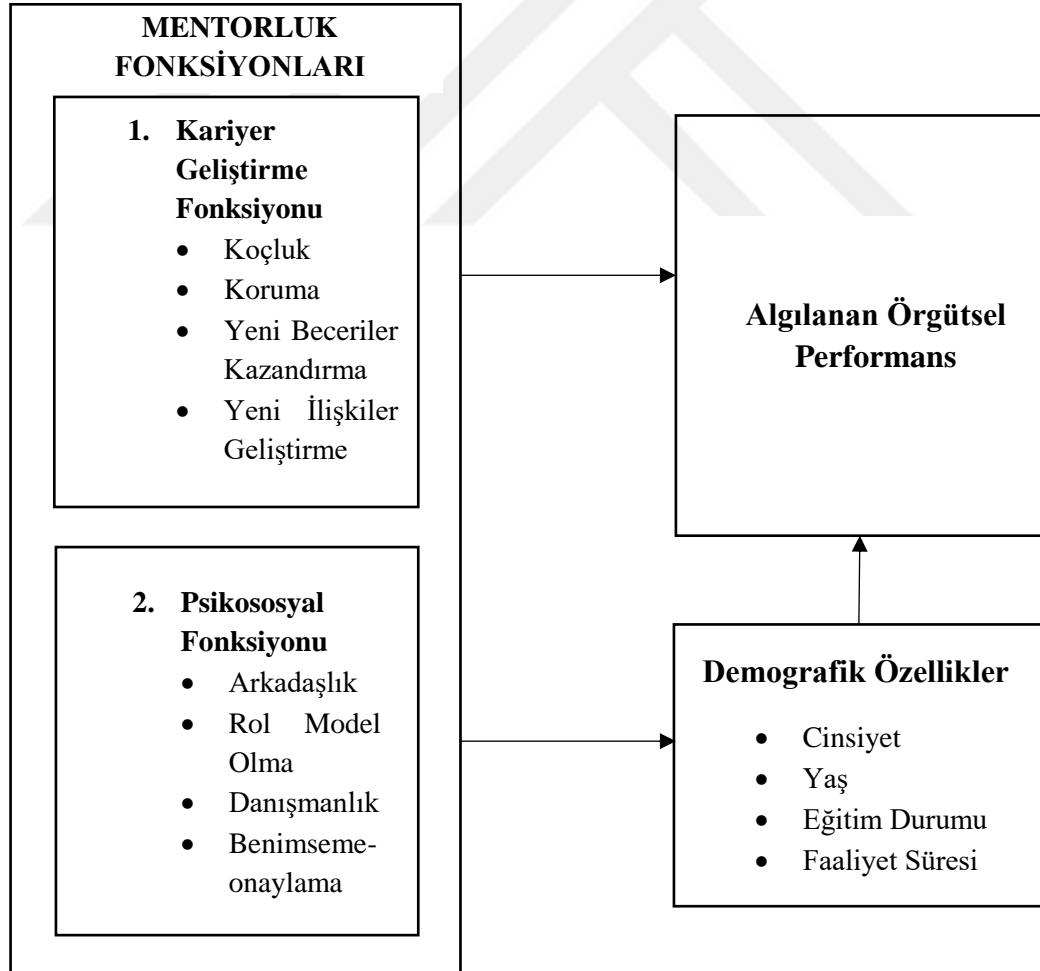 MENTORLUK
FONKSİYONLARI
1. Kariyer
Geliştirme
Fonksiyonu
• Koçluk
• Koruma
• Yeni Beceriler
Kazandırma
• Yeni İlişkiler
Geliştirme
2. Psikososyal
Fonksiyonu
• Arkadaşlık
• Rol Model
Olma
• Danışmanlık
• Benimseme-
onaylama
Algılanan Örgütsel
Performans
Demografik Özellikler
• Cinsiyet
• Yaş
• Eğitim Durumu
• Faaliyet Süresi